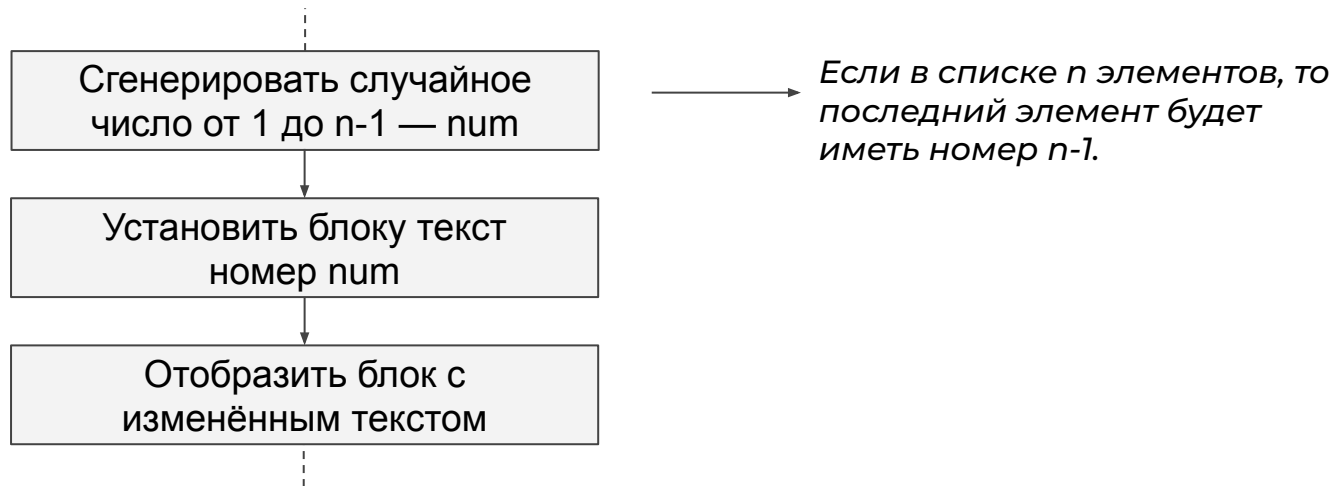 Сгенерировать случайное
число от 1 до n-1 — num
Если в списке n элементов, то
последний элемент будет
иметь номер n-1.
Установить блоку текст
номер num
Отобразить блок с
изменённым текстом